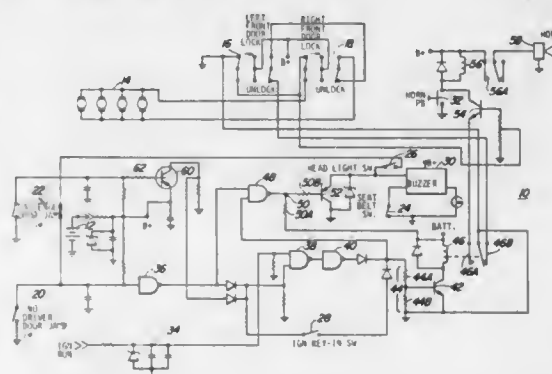 LEFT
FRONT
DOOR
LOCK
RIGHT
FRONT
DOOR
LOCK
16
18
B+
UNLOCK
UNLOCK
14
B+
56
56A
58
HORN
PB
32
54
10
62
60
22
12
B+
48
HEAD LIGHT SW.
26
50B
52
50
50A
SEAT
BELT
SW.
30
BUZZER
24
BATT.
46
46A
46B
20
NO
DRIVER
DOOR JAMB
36
38
40
44
44A
44B
42
28
IGN KEY-IN SW
34
IGN
RUN